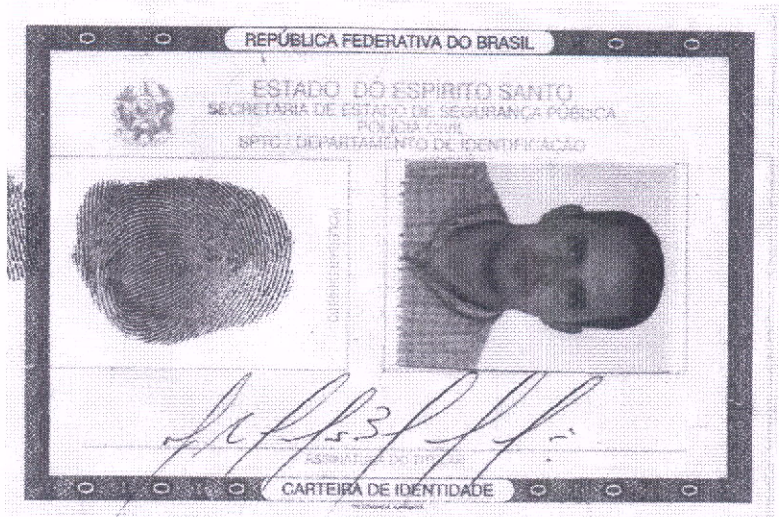 REPÚBLICA FEDERATIVA DO BRASIL
ESTADO DO ESPÍRITO SANTO
SECRETARIA DE ESTADO DE SEGURANÇA PÚBLICA
POLÍCIA CIVIL
SPTC / DEPARTAMENTO DE IDENTIFICAÇÃO
CARTEIRA DE IDENTIDADE